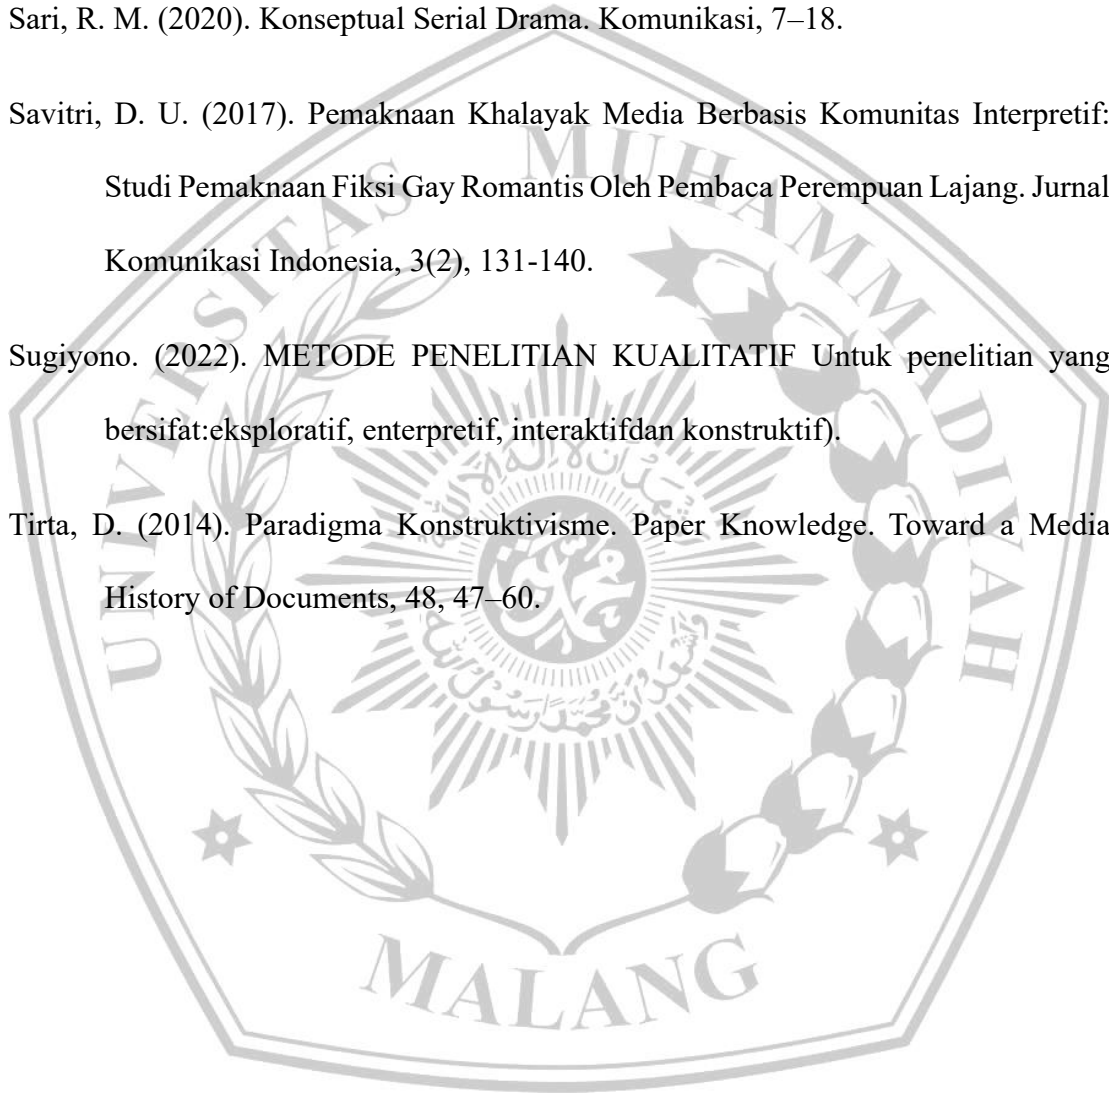 Sari, R. M. (2020). Konseptual Serial Drama. Komunikasi, 7–18.
Savitri, D. U. (2017). Pemaknaan Khalayak Media Berbasis Komunitas Interpretif:
Studi Pemaknaan Fiksi Gay Romantis Oleh Pembaca Perempuan Lajang. Jurnal
Komunikasi Indonesia, 3(2), 131-140.
Sugiyono. (2022). METODE PENELITIAN KUALITATIF Untuk penelitian yang
bersifat:eksploratif, enterpretif, interaktifdan konstruktif).
Tirta, D. (2014). Paradigma Konstruktivisme. Paper Knowledge. Toward a Media
History of Documents, 48, 47–60.
UNIVERSITAS MUHAMMADIYAH
MALANG